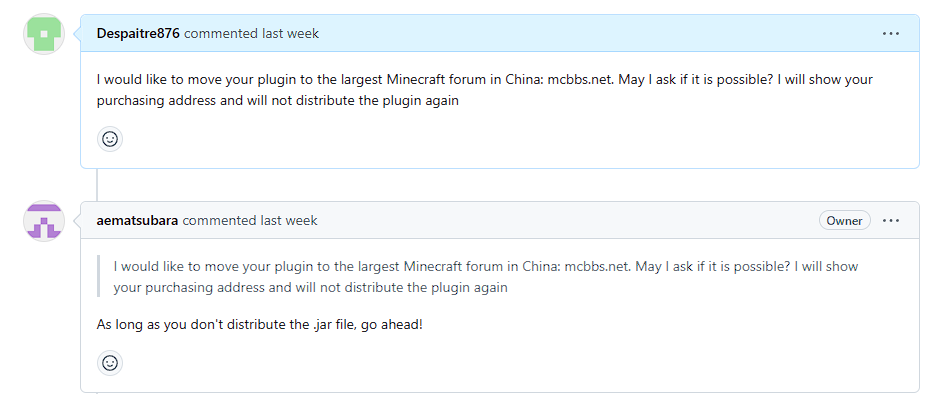 Despaitre876 commented last week
I would like to move your plugin to the largest Minecraft forum in China: mcbbs.net. May I ask if it is possible? I will show your
purchasing address and will not distribute the plugin again
aematsubara commented last week
Owner
I would like to move your plugin to the largest Minecraft forum in China: mcbbs.net. May I ask if it is possible? I will show
your purchasing address and will not distribute the plugin again
As long as you don't distribute the .jar file, go ahead!